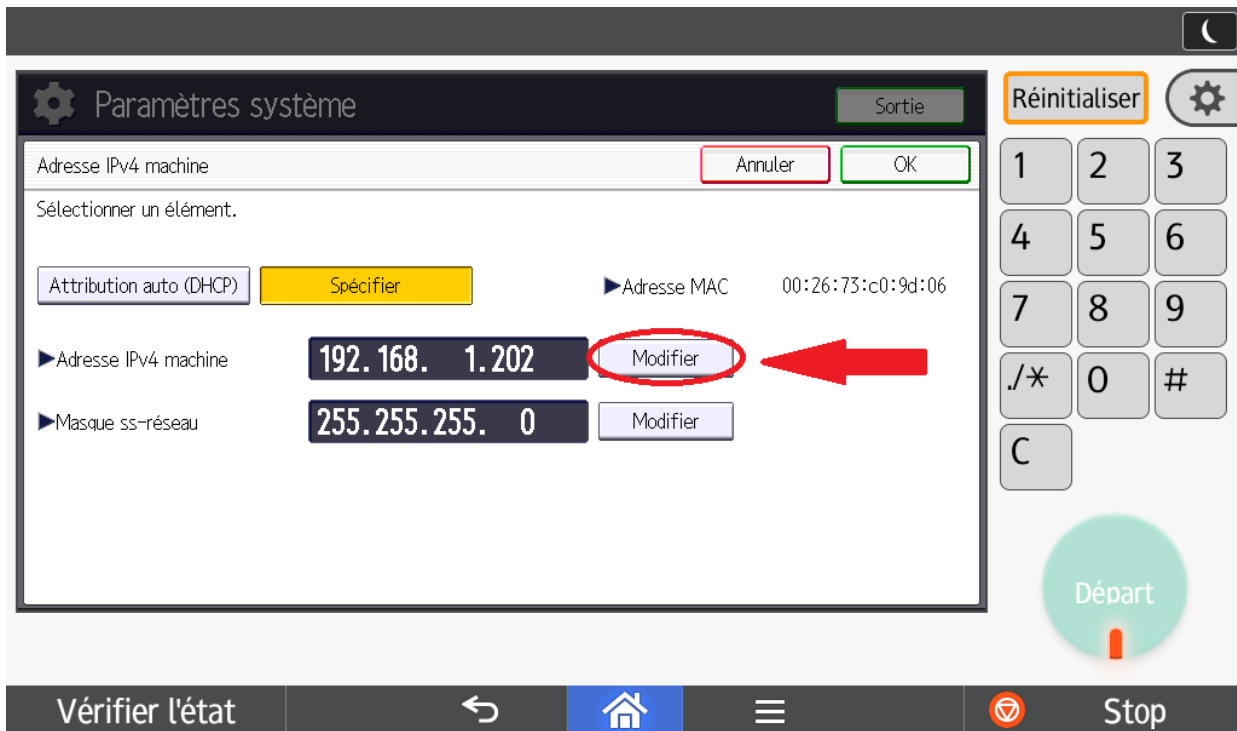 Paramètres système
Sortie
Réinitialiser
Adresse IPv4 machine
Annuler
OK
Sélectionner un élément.
Attribution auto (DHCP)
Spécifier
►Adresse MAC 00:26:73:c0:9d:06
►Adresse IPv4 machine
192.168. 1.202
Modifier
►Masque ss-réseau
255.255.255. 0
Modifier
1 2 3
4 5 6
7 8 9
./* 0 #
C
Départ
Vérifier l'état
Stop